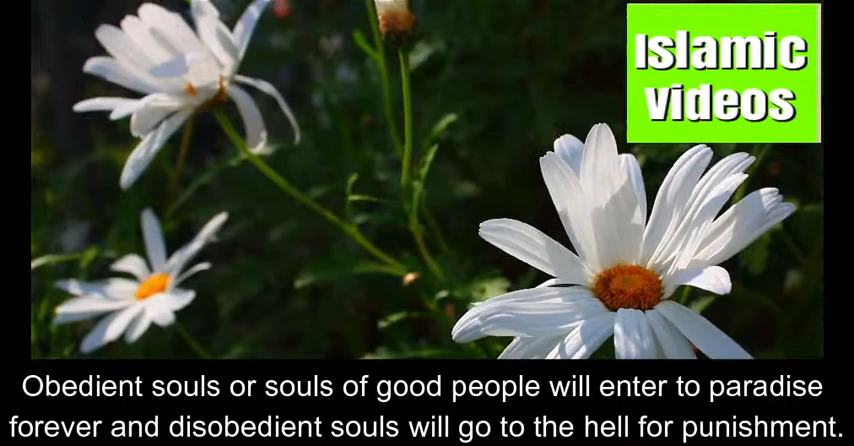 Islamic
Videos
Obedient souls or souls of good people will enter to paradise
forever and disobedient souls will go to the hell for punishment.